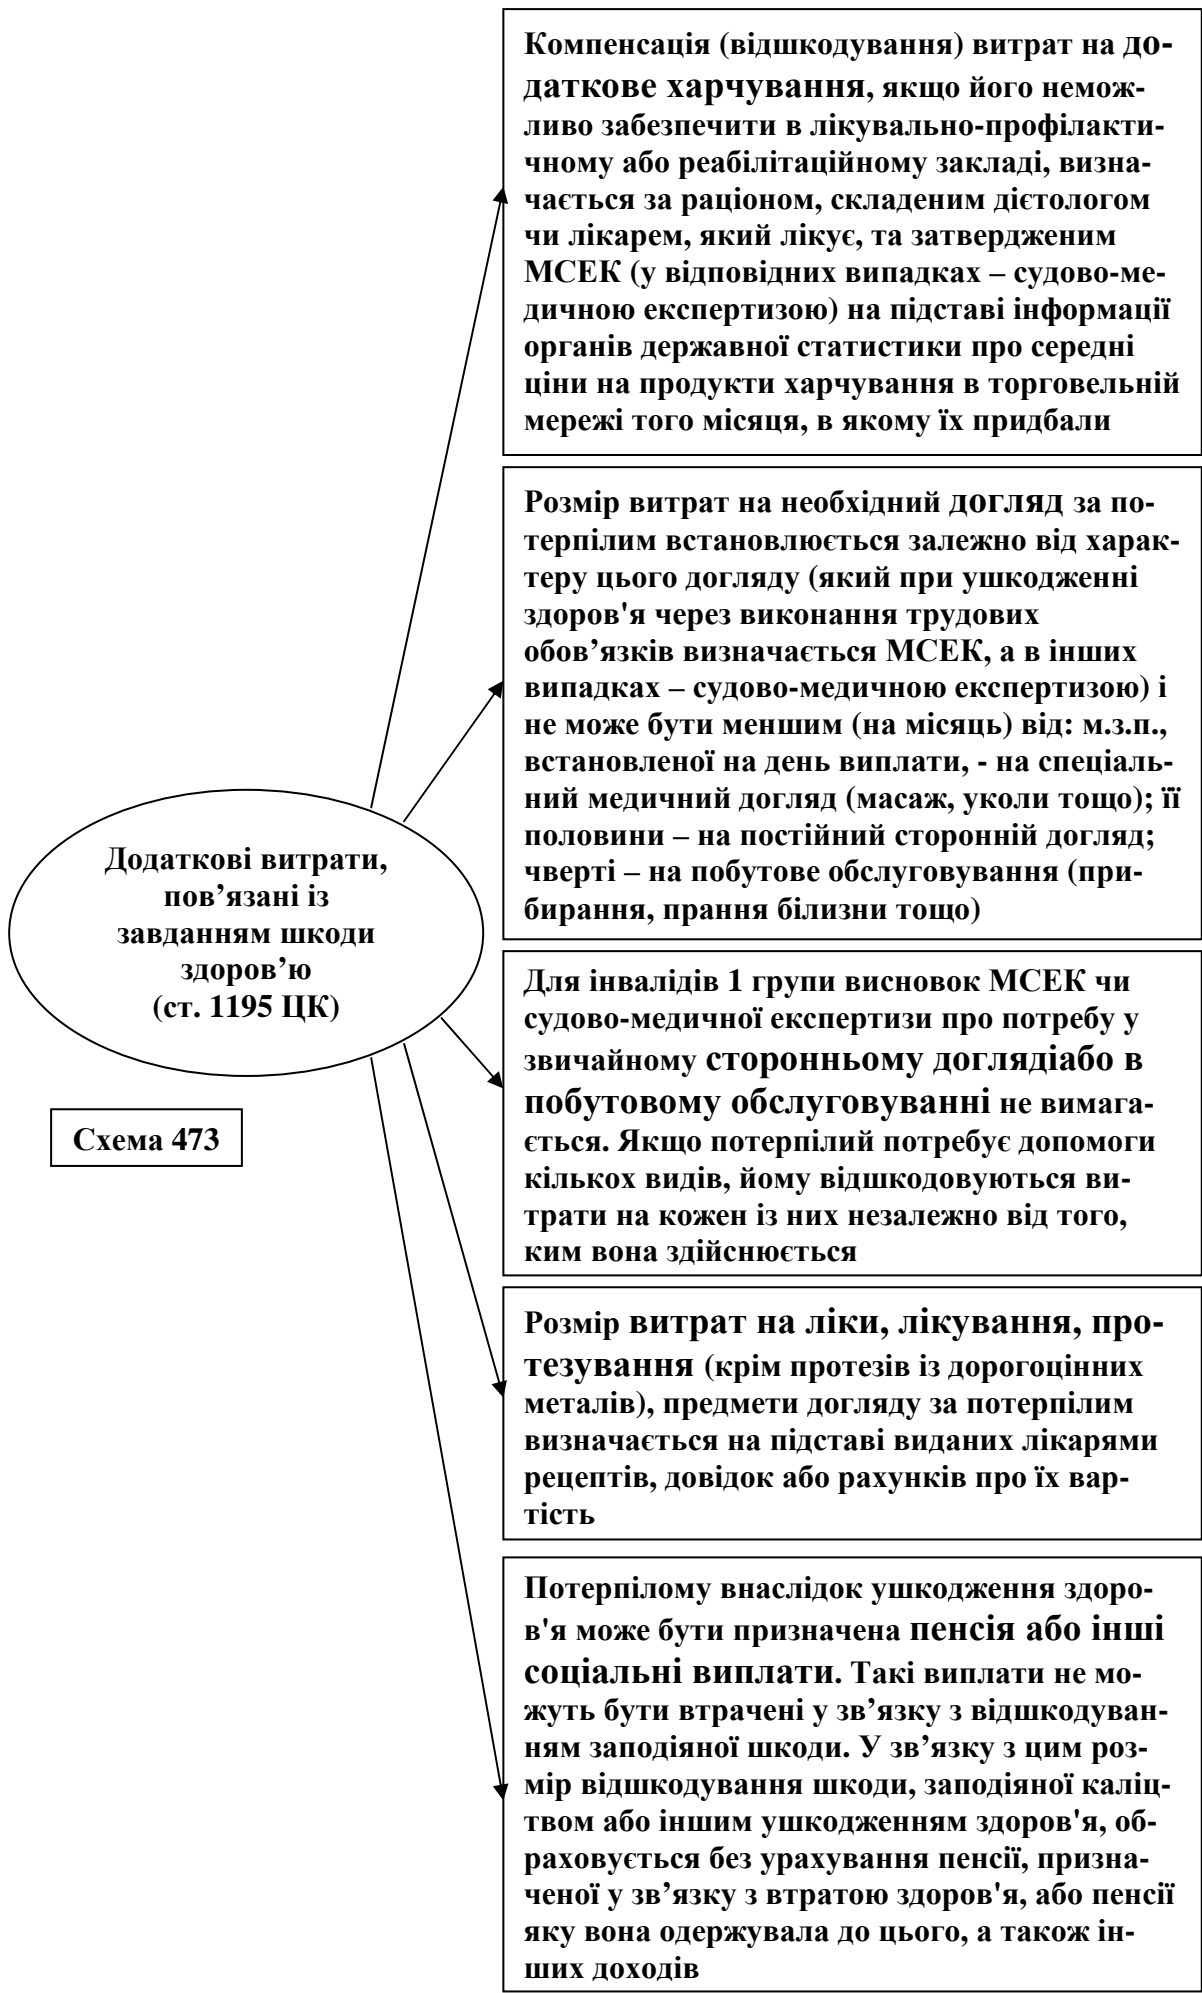 Компенсація (відшкодування) витрат на до-
даткове харчування, якщо його немож-
ливо забезпечити в лікувально-профілакти-
чному або реабілітаційному закладі, визна-
чається за раціоном, складеним дієтологом
чи лікарем, який лікує, та затвердженим
МСЕК (у відповідних випадках – судово-ме-
дичною експертизою) на підставі інформації
органів державної статистики про середні
ціни на продукти харчування в торговельній
мережі того місяця, в якому їх придбали
Розмір витрат на необхідний догляд за по-
терпілим встановлюється залежно від харак-
теру цього догляду (який при ушкодженні
здоров'я через виконання трудових
обов’язків визначається МСЕК, а в інших
випадках – судово-медичною експертизою) і
не може бути меншим (на місяць) від: м.з.п.,
встановленої на день виплати, - на спеціаль-
ний медичний догляд (масаж, уколи тощо); її
половини – на постійний сторонній догляд;
чверті – на побутове обслуговування (при-
бирання, прання білизни тощо)
Додаткові витрати,
пов’язані із
завданням шкоди
здоров’ю
(ст. 1195 ЦК)
Схема 473
Для інвалідів 1 групи висновок МСЕК чи
судово-медичної експертизи про потребу у
звичайному сторонньому доглядіабо в
побутовому обслуговуванні не вимага-
ється. Якщо потерпілий потребує допомоги
кількох видів, йому відшкодовуються ви-
трати на кожен із них незалежно від того,
ким вона здійснюється
Розмір витрат на ліки, лікування, про-
тезування (крім протезів із дорогоцінних
металів), предмети догляду за потерпілим
визначається на підставі виданих лікарями
рецептів, довідок або рахунків про їх вар-
тість
Потерпілому внаслідок ушкодження здоро-
в'я може бути призначена пенсія або інші
соціальні виплати. Такі виплати не мо-
жуть бути втрачені у зв’язку з відшкодуван-
ням заподіяної шкоди. У зв’язку з цим роз-
мір відшкодування шкоди, заподіяної каліц-
твом або іншим ушкодженням здоров'я, об-
раховується без урахування пенсії, призна-
ченої у зв’язку з втратою здоров'я, або пенсії
яку вона одержувала до цього, а також ін-
ших доходів